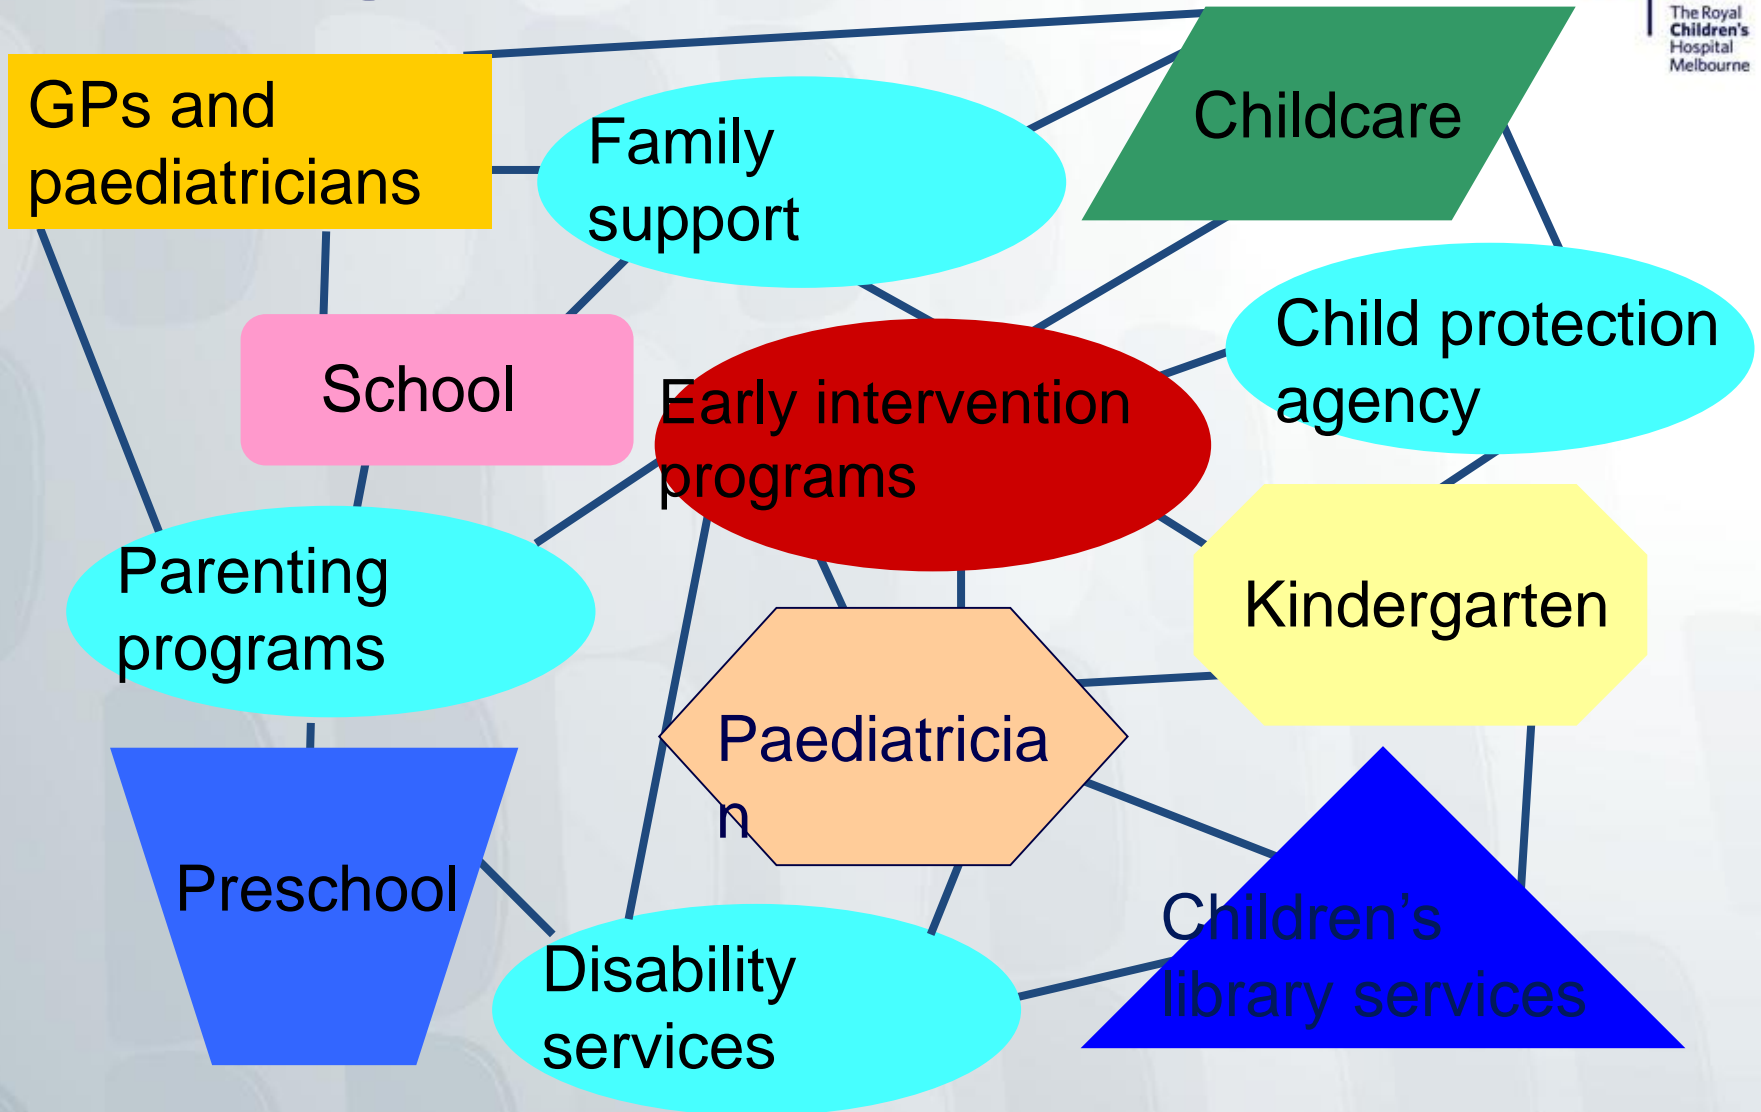 The Royal
Children's
Hospital
Melbourne
GPs and
paediatricians
Family
support
Childcare
Child protection
agency
School
Early intervention
programs
Parenting
programs
Kindergarten
Paediatricia
n
Preschool
Children’s
library services
Disability
services